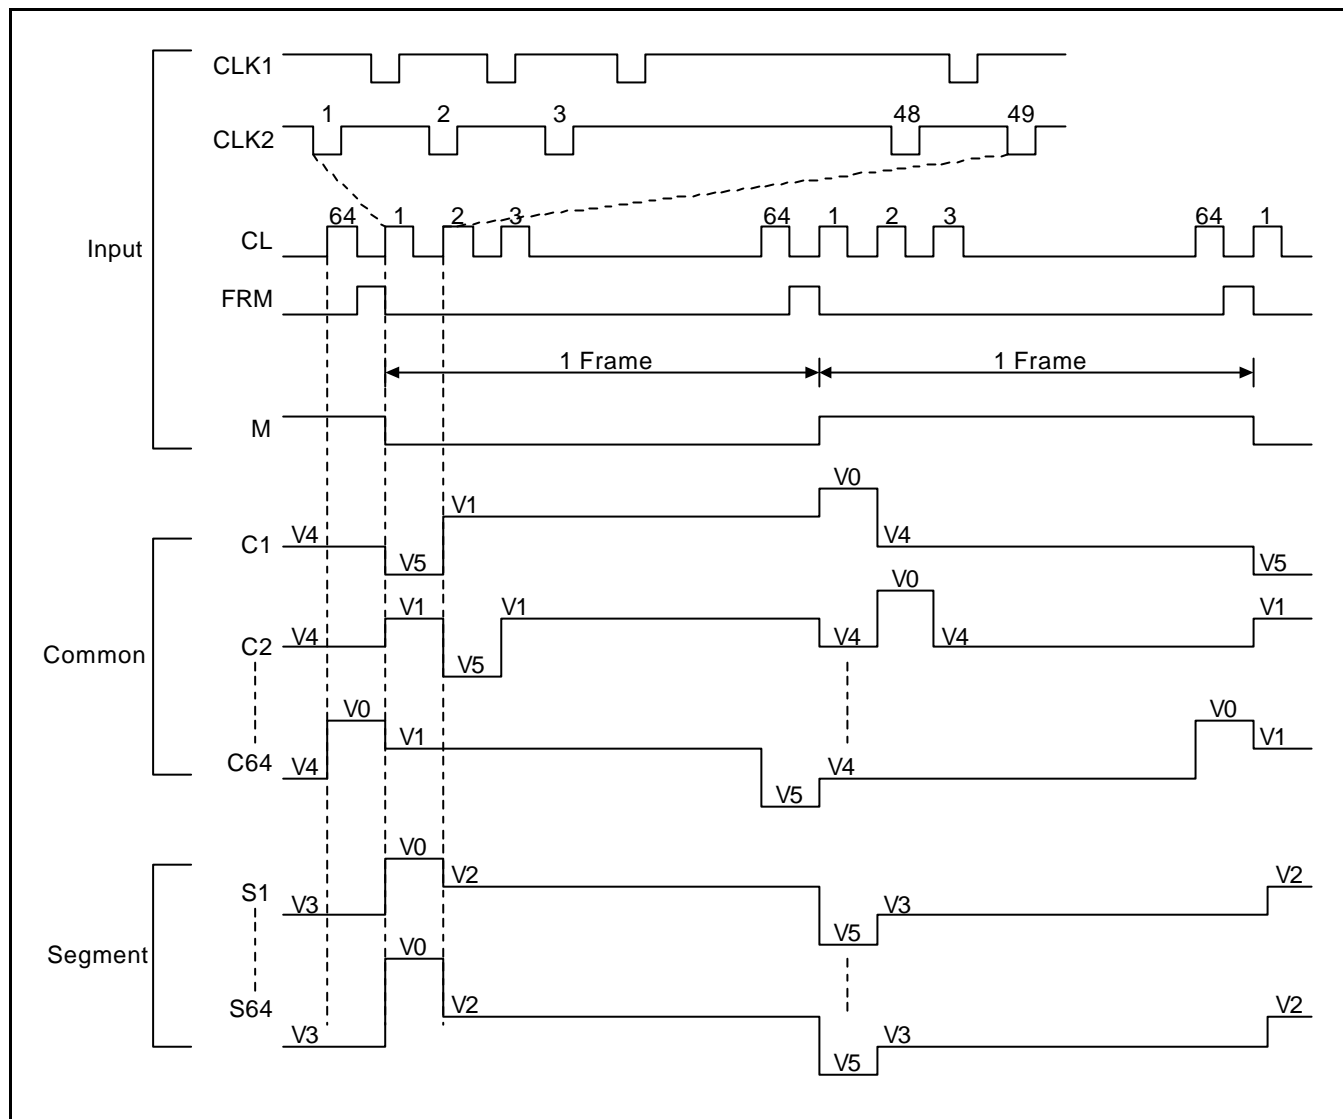 CLK1
1 2 3 48 49
CLK2
64 1 2 3 64 1 2 3 64 1
CL
Input
FRM
1 Frame 1 Frame
M
V0
V1
V4 V4
C1
V5 V5
V0
V1 V1 V1
V4 V4 V4
C2
Common
V5
V0 V0
V1 V1
C64
V4 V4
V5
V0
V2 V2
S1
V3 V3
V5
V0
Segment
S64
V2 V2
V3 V3
V5